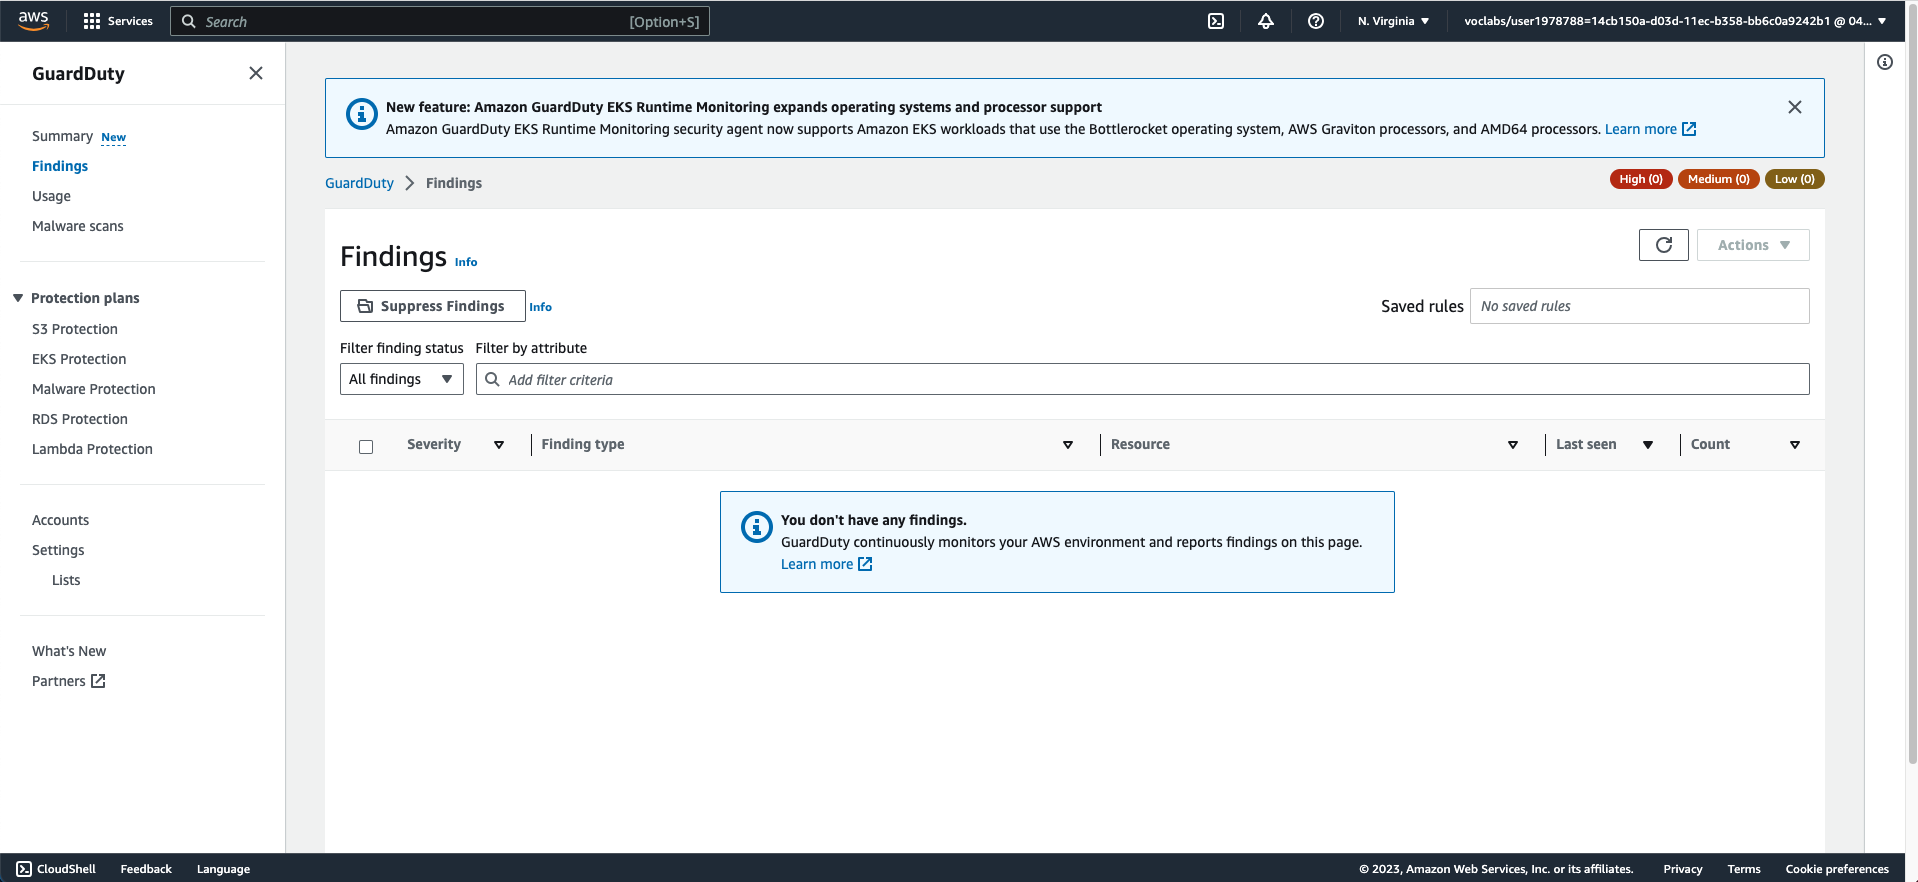 aws
Services
Search [Option+S]
N. Virginia
voclabs/user1978788=14cb150a-d03d-11ec-b358-bb6c0a9242b1 @ 04...
GuardDuty
Summary New
Findings
Usage
Malware scans
Protection plans
S3 Protection
EKS Protection
Malware Protection
RDS Protection
Lambda Protection
Accounts
Settings
Lists
What's New
Partners
New feature: Amazon GuardDuty EKS Runtime Monitoring expands operating systems and processor support
Amazon GuardDuty EKS Runtime Monitoring security agent now supports Amazon EKS workloads that use the Bottlerocket operating system, AWS Graviton processors, and AMD64 processors. Learn more
GuardDuty > Findings
High (0) Medium (0) Low (0)
Findings Info
Actions
Suppress Findings Info
Saved rules No saved rules
Filter finding status Filter by attribute
All findings Add filter criteria
Severity Finding type Resource Last seen Count
You don't have any findings.
GuardDuty continuously monitors your AWS environment and reports findings on this page.
Learn more
CloudShell Feedback Language © 2023, Amazon Web Services, Inc. or its affiliates. Privacy Terms Cookie preferences